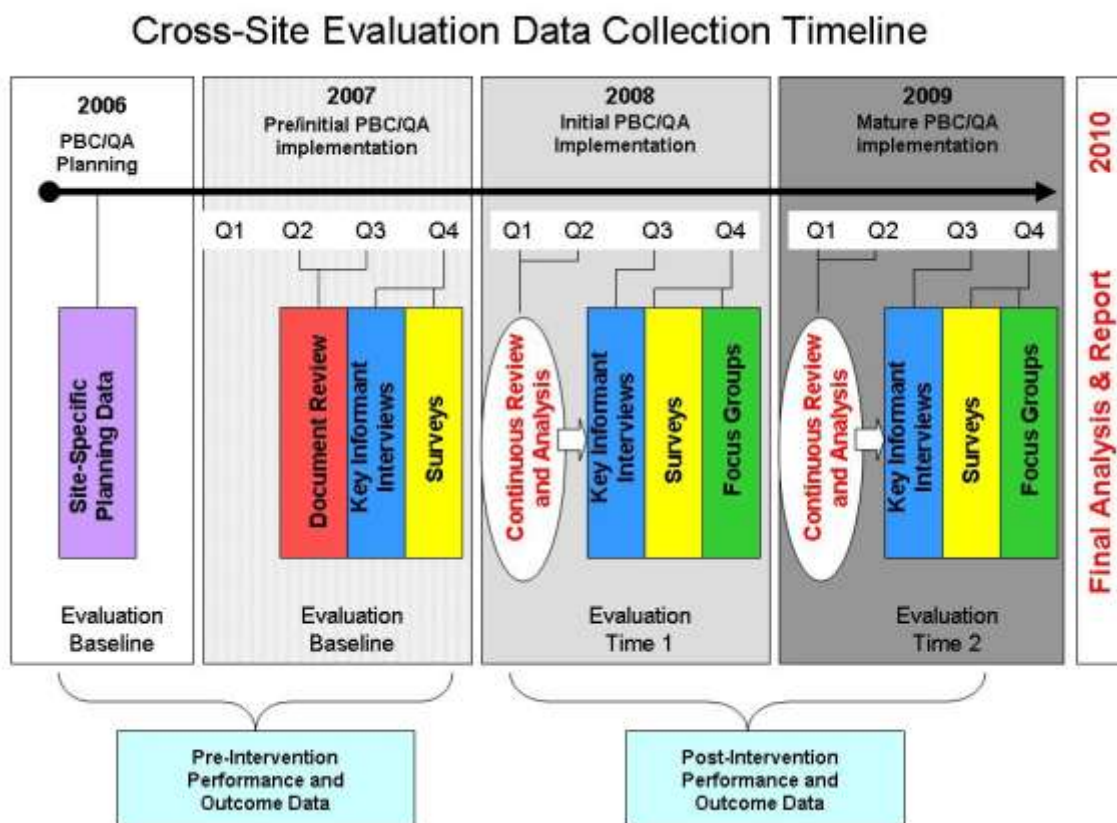 Cross-Site Evaluation Data Collection Timeline
2006
PBC/QA
Planning
2007
Pre/initial PBC/QA
implementation
2008
Initial PBC/QA
Implementation
2009
Mature PBC/QA
implementation
2010
Q1 Q2 Q3 Q4
Q1 Q2 Q3 Q4
Q1 Q2 Q3 Q4
Site-Specific
Planning Data
Document Review
Key Informant
Interviews
Surveys
Continuous Review
and Analysis
Key Informant
Interviews
Surveys
Focus Groups
Continuous Review
and Analysis
Key Informant
Interviews
Surveys
Focus Groups
Final Analysis & Report
Evaluation
Baseline
Evaluation
Baseline
Evaluation
Time 1
Evaluation
Time 2
Pre-Intervention
Performance and
Outcome Data
Post-Intervention
Performance and
Outcome Data